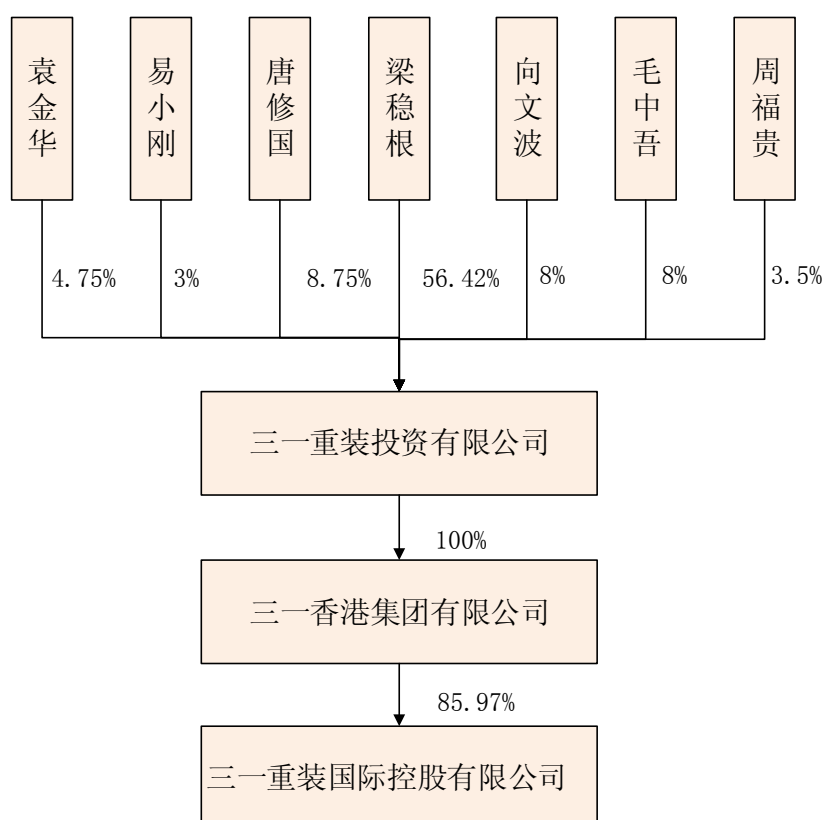 袁金华
易小刚
唐修国
梁稳根
向文波
毛中吾
周福贵
4.75%
3%
8.75%
56.42%
8%
8%
3.5%
三一重装投资有限公司
100%
三一香港集团有限公司
85.97%
三一重装国际控股有限公司